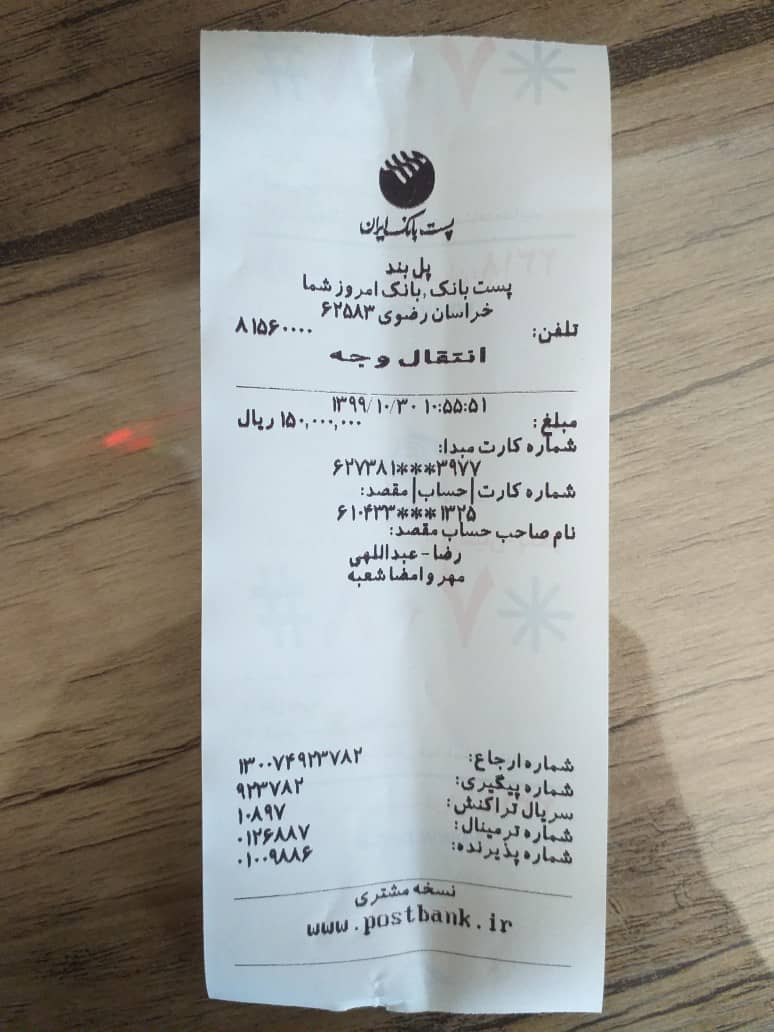 پست بانک ایران
پل بند
پست بانک,بانک امروز شما
خراسان رضوی ۶۲۵۸۳
تلفن: ۸۱۵۶۰۰۰۰
انتقال وجه
۱۳۹۹/۱۰/۳۰ ۱۰:۵۵:۵۱
مبلغ: ۱۵۰,۰۰۰,۰۰۰ ریال
شماره کارت مبدا:
۶۲۷۳۸۱***۳۹۷۷
شماره کارت|حساب|مقصد:
۶۱۰۴۳۳***۱۳۲۵
نام صاحب حساب مقصد:
رضا-عبداللهی
مهر و امضا شعبه
شماره ارجاع: ۱۳۰۰۷۴۹۲۳۷۸۲
شماره پیگیری: ۹۲۳۷۸۲
سریال تراکنش: ۱۰۸۹۷
شماره ترمینال: ۰۱۲۶۸۸۷
شماره پذیرنده: ۰۱۰۰۹۸۸۶
نسخه مشتری
www.postbank.ir